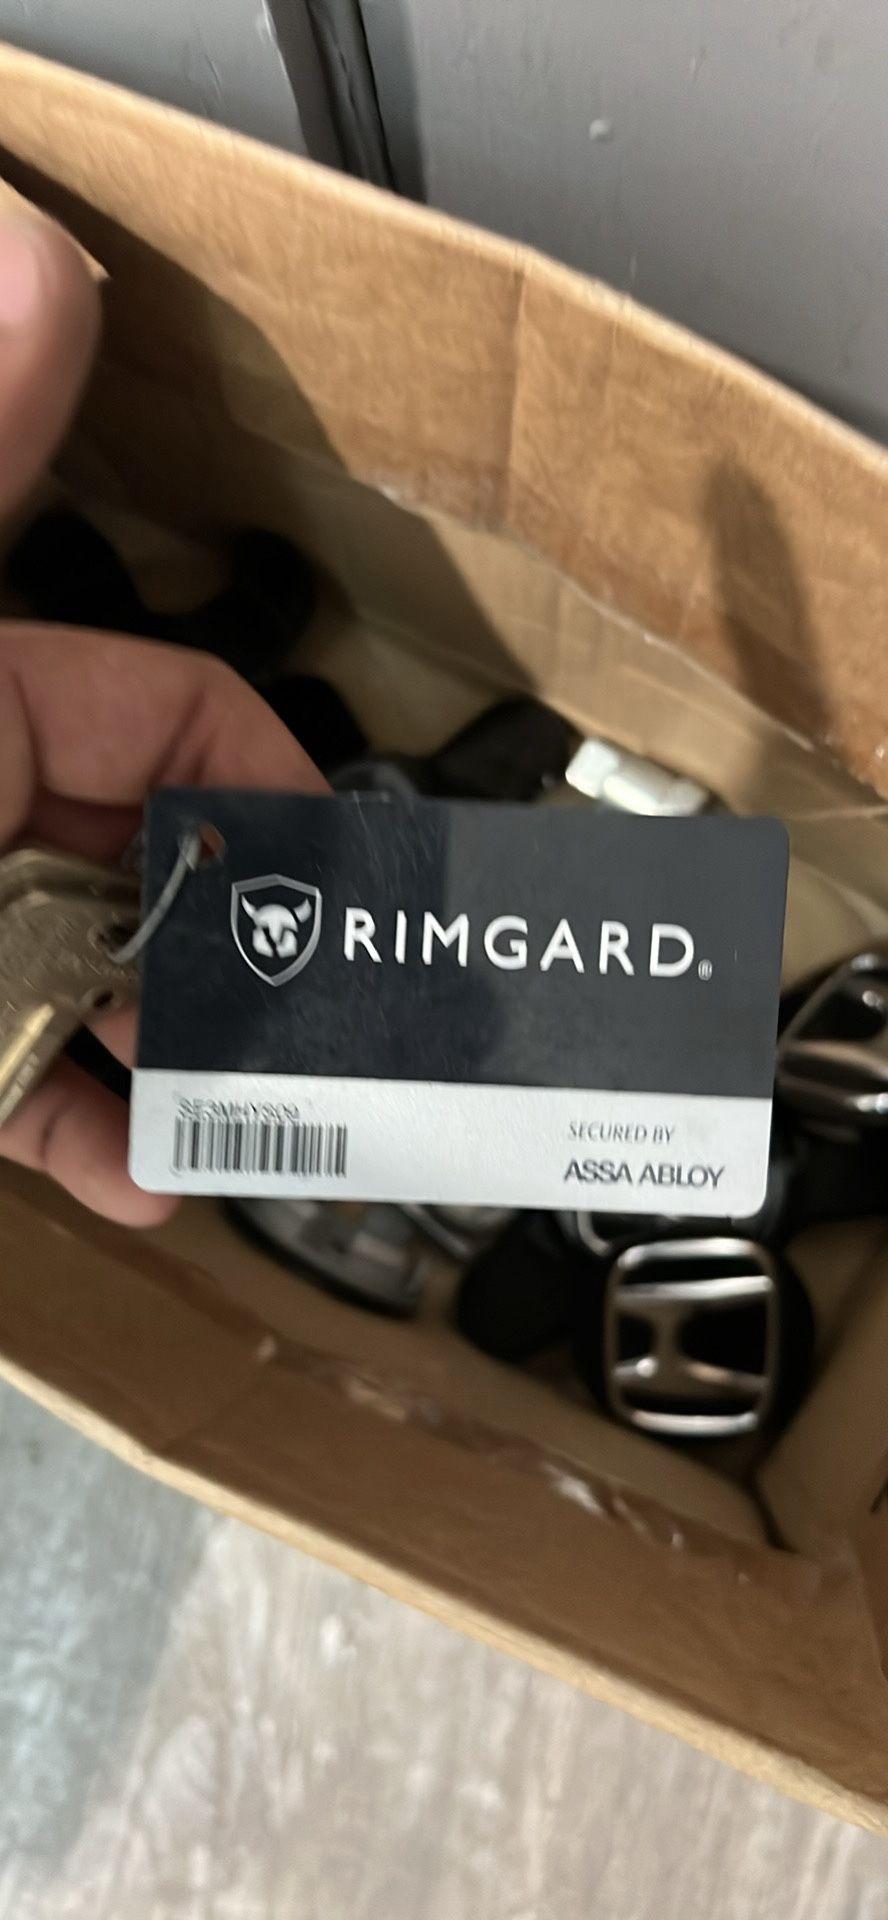 RIMGARD®
SECURED BY
ASSA ABLOY